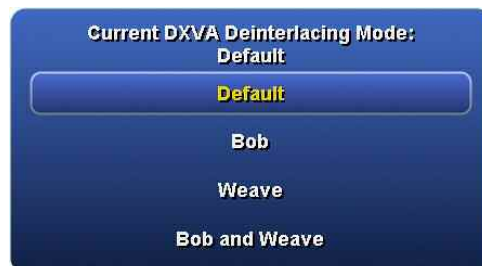 Current DXVA Deinterlacing Mode:
Default
Default
Bob
Weave
Bob and Weave